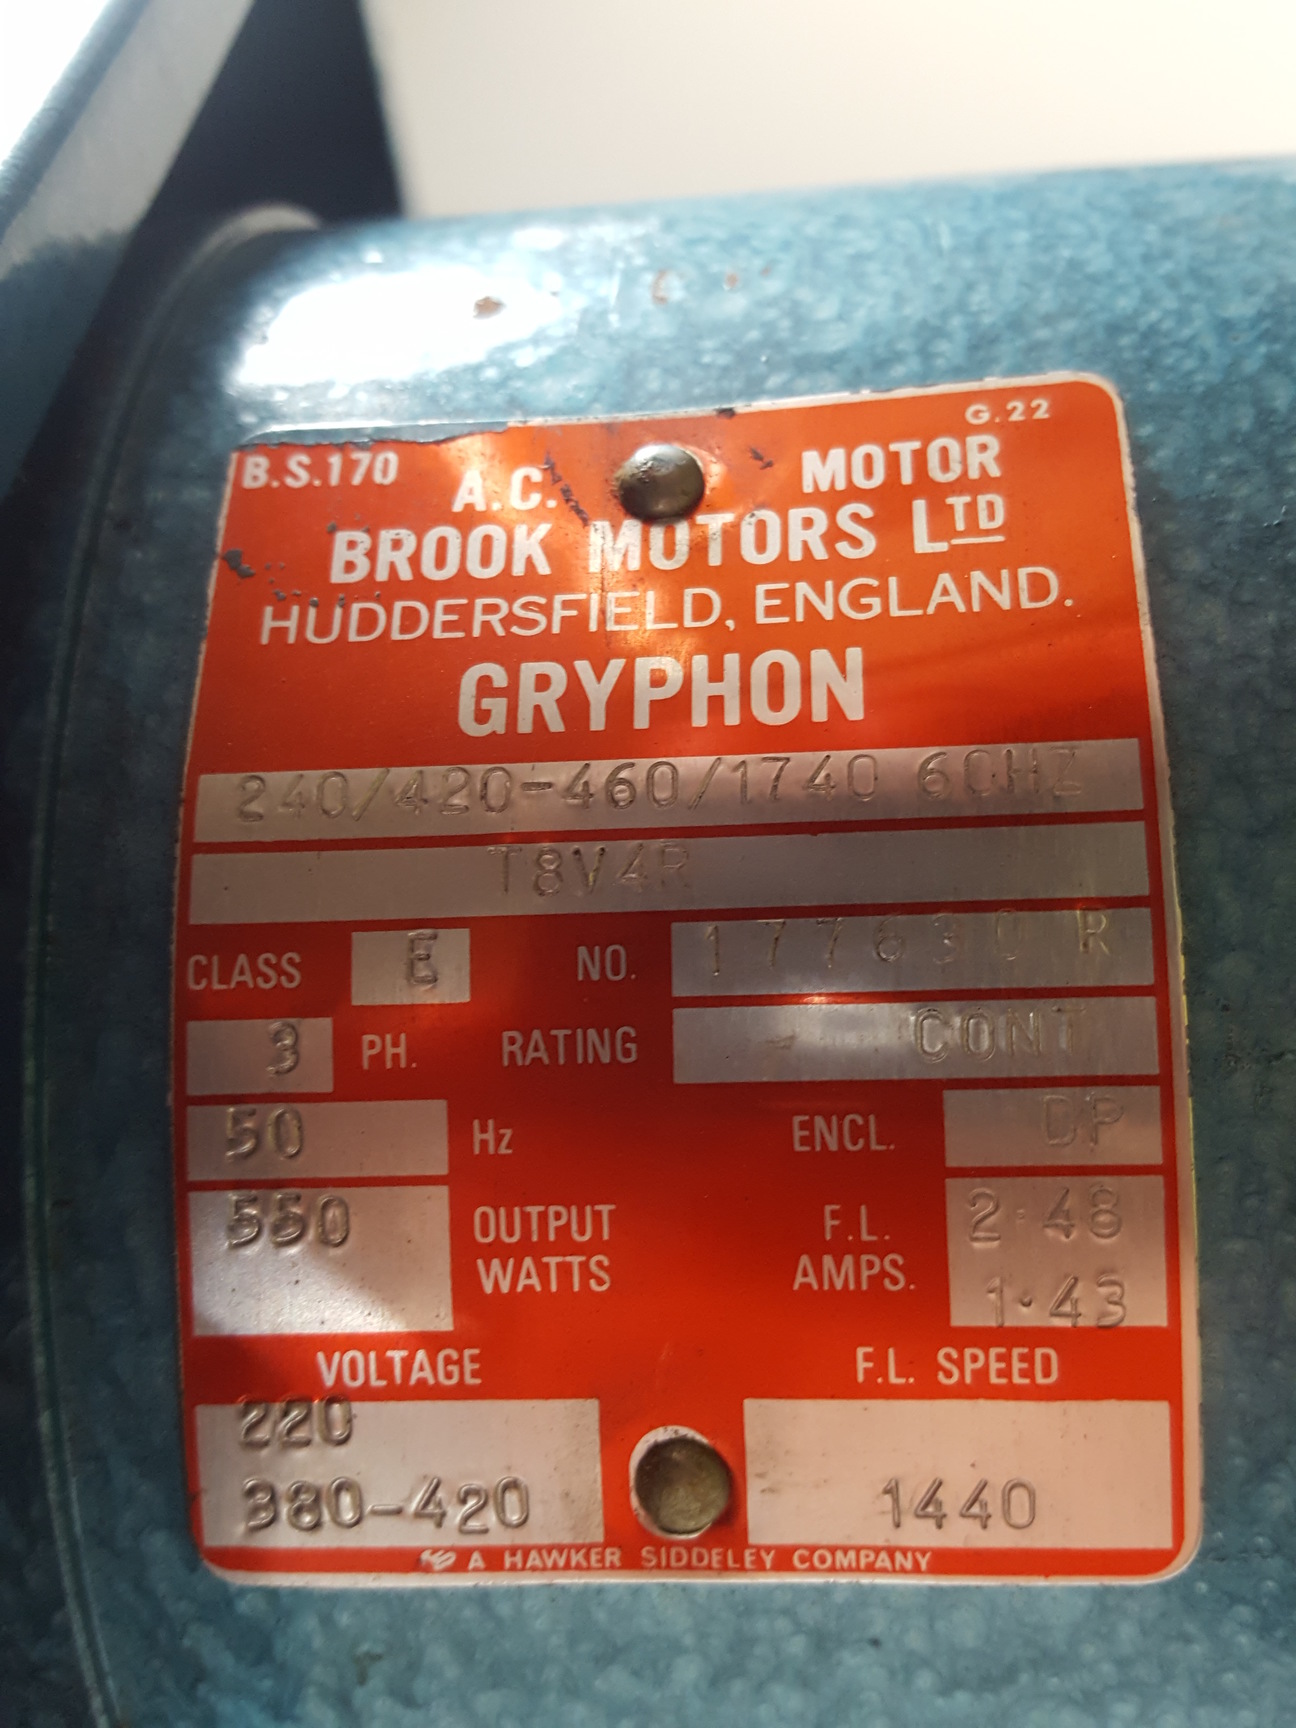 G.22
B.S.170
A.C. MOTOR
BROOK MOTORS LTD
HUDDERSFIELD, ENGLAND.
GRYPHON
240/420-460/1740 60HZ
T8V4R
CLASS E NO. 177630 R
3 PH. RATING CONT
50 Hz ENCL. DP
550 OUTPUT WATTS F.L. AMPS. 2.48
1.43
VOLTAGE F.L. SPEED
220
380-420 1440
A HAWKER SIDDELEY COMPANY